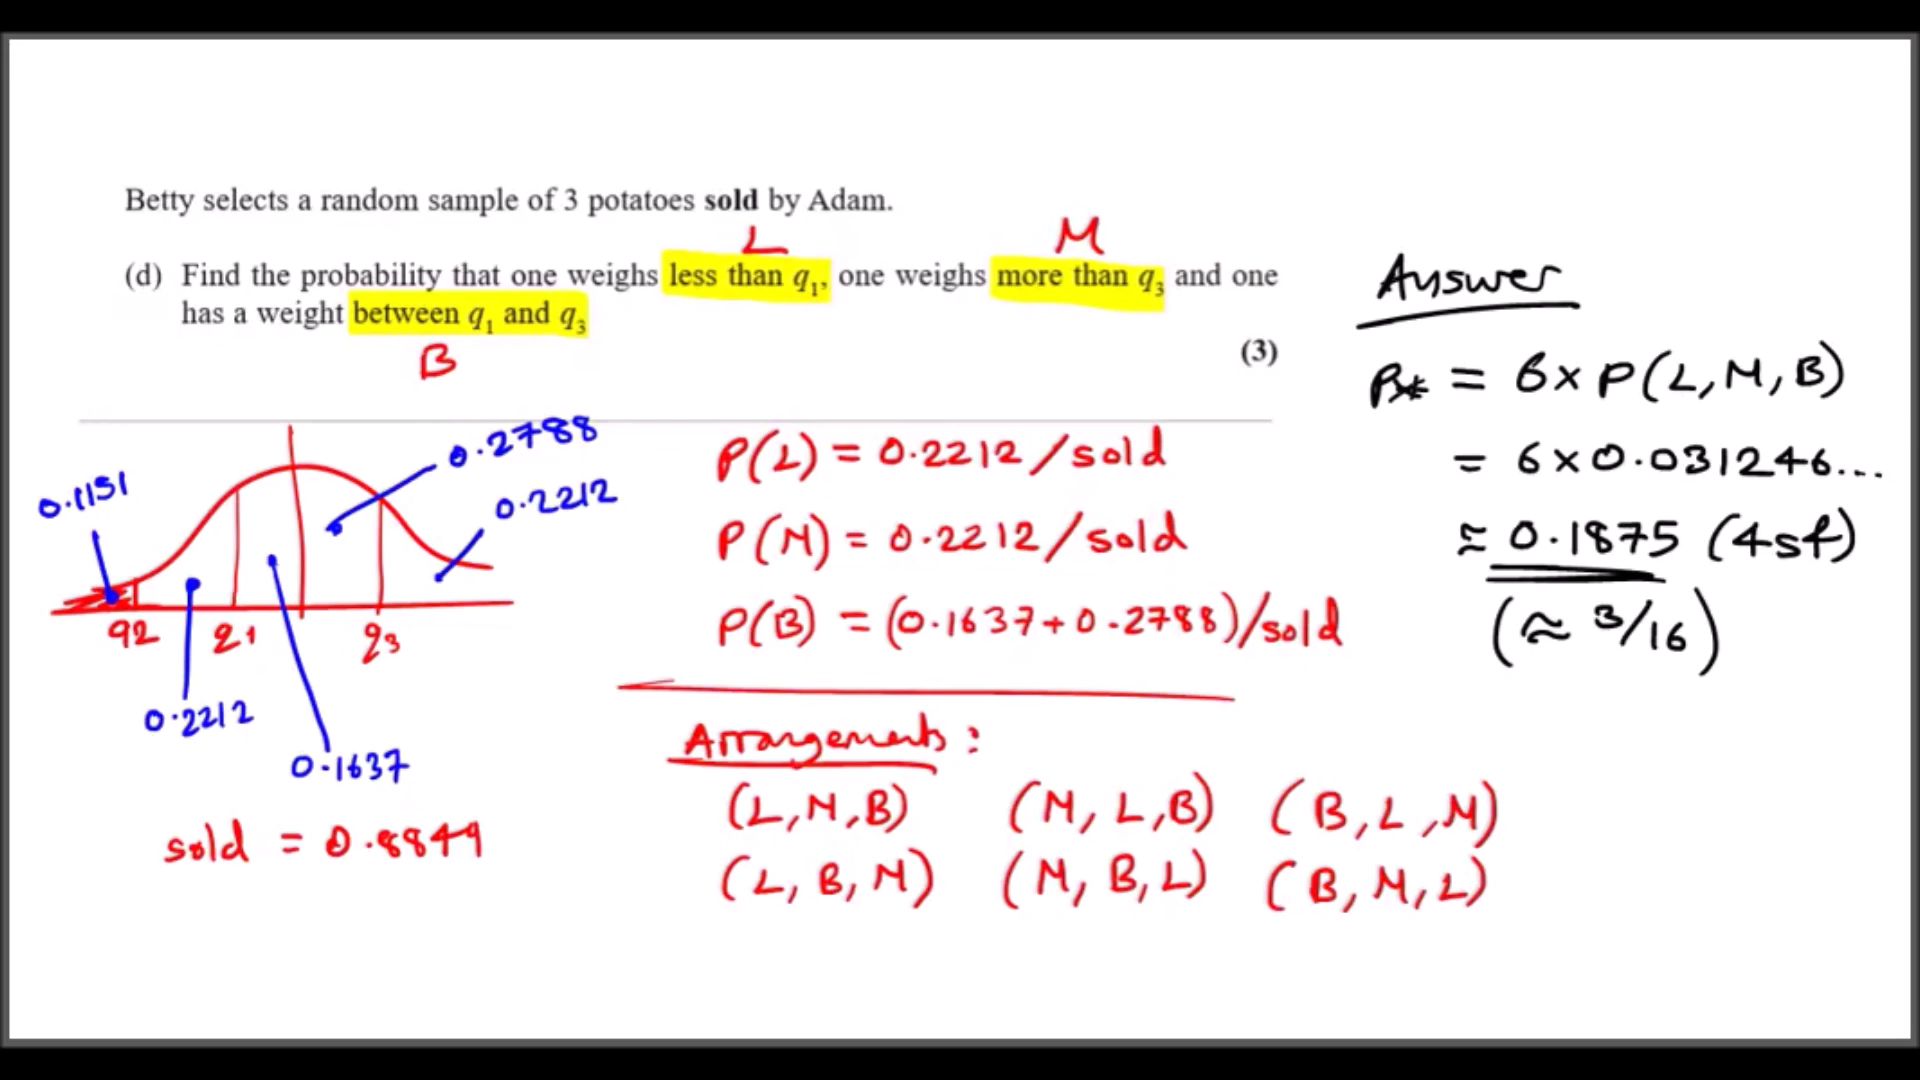 Betty selects a random sample of 3 potatoes sold by Adam.
L
M
(d) Find the probability that one weighs less than q₁, one weighs more than q₃ and one
has a weight between q₁ and q₃
B
(3)
0.1151
0.2788
0.2212
92 q₁ q₃
0.2212
0.1637
sold = 0.8849
P(L) = 0.2212/sold
P(M) = 0.2212/sold
P(B) = (0.1637+0.2788)/sold
Arrangements:
(L,M,B) (M,L,B) (B,L,M)
(L,B,M) (M,B,L) (B,M,L)
Answer
= 6×P(L,M,B)
= 6×0.031246...
≈ 0.1875 (4sf)
(≈ 3/16)